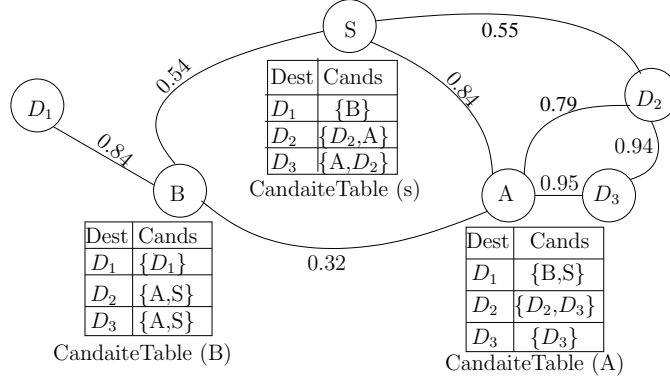 S
0.55
0.54
0.84
Dest Cands
D₁ {B}
D₂ {D₂,A}
D₃ {A,D₂}
CandaiteTable (s)
D₁
0.84
B
D₂
0.79
0.94
A
0.95
D₃
0.32
Dest Cands
D₁ {D₁}
D₂ {A,S}
D₃ {A,S}
CandaiteTable (B)
Dest Cands
D₁ {B,S}
D₂ {D₂,D₃}
D₃ {D₃}
CandaiteTable (A)